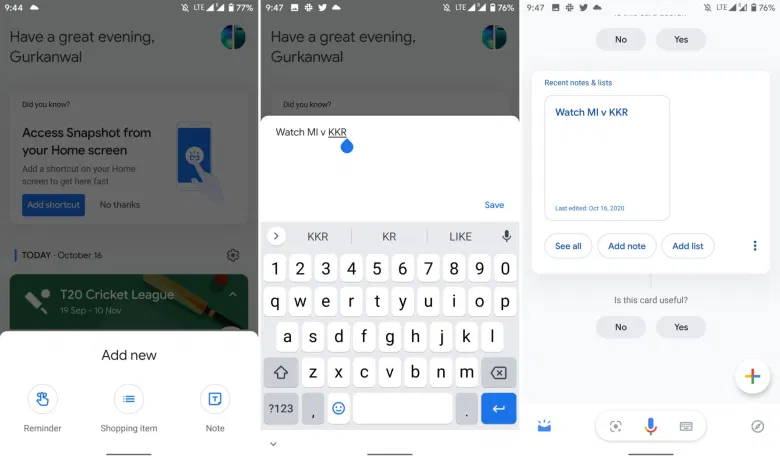 9:44
LTE
77%
Have a great evening,
Gurkanwal
Did you know?
Access Snapshot from
your Home screen
Add a shortcut on your Home
screen to get here fast
Add shortcut
No thanks
TODAY · October 16
T20 Cricket League
19 Sep - 10 Nov
Add new
Reminder
Shopping item
Note
9:47
LTE
76%
Have a great evening,
Gurkanwal
Did you know?
Watch MI v KKR
Save
KKR
KR
LIKE
1 2 3 4 5 6 7 8 9 0
q w e r t y u i o p
a s d f g h j k l
z x c v b n m
?123 , .
9:47
LTE
76%
Is this card useful?
No
Yes
Recent notes & lists
Watch MI v KKR
Last edited: Oct 16, 2020
See all
Add note
Add list
Is this card useful?
No
Yes